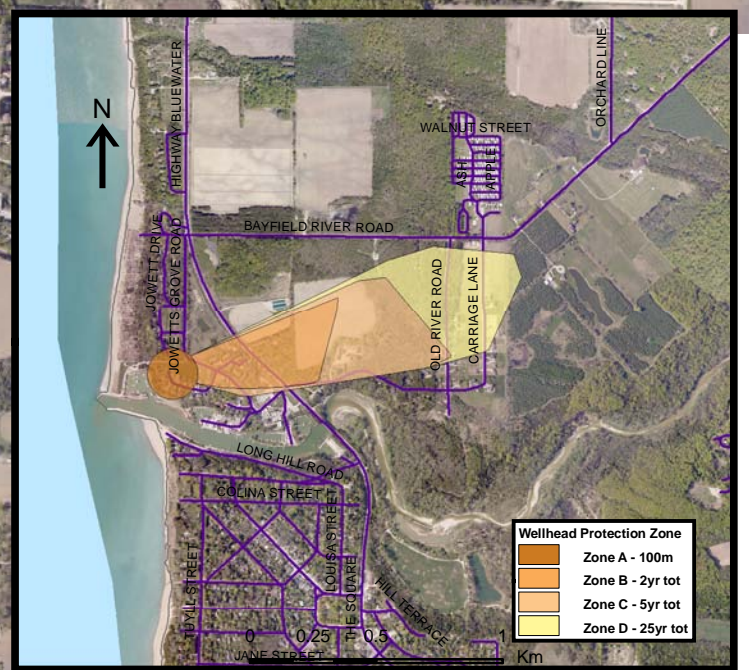 ORCHARD LINE
HIGHWAY BLUEWATER
N
WALNUT STREET
ASH
APPLE
BAYFIELD RIVER ROAD
JOWETT DRIVE
JOWETTS GROVE ROAD
OLD RIVER ROAD
CARRIAGE LANE
LONG HILL ROAD
COLINA STREET
LOUISA STREET
TUYLL STREET
THE SQUARE
HILL TERRACE
JANE STREET
0 0.25 0.5 1
Km
Wellhead Protection Zone
Zone A - 100m
Zone B - 2yr tot
Zone C - 5yr tot
Zone D - 25yr tot